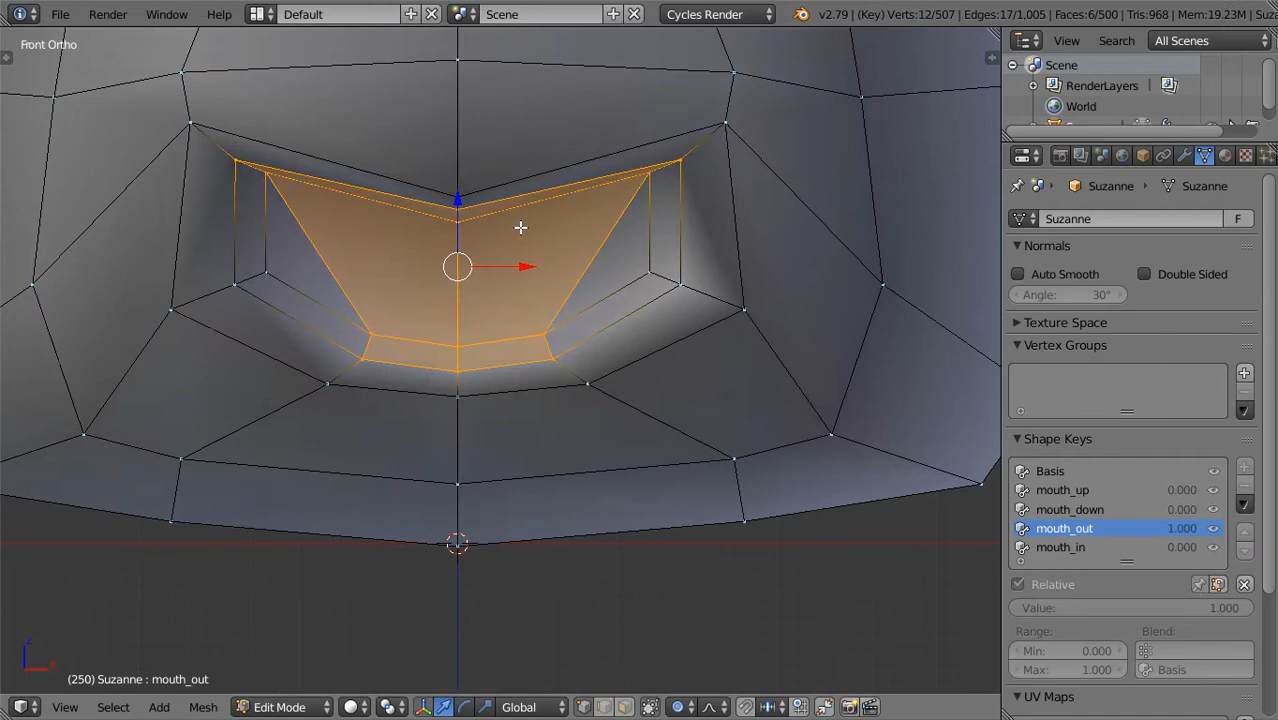 File Render Window Help Default Scene Cycles Render v2.79 | (Key) Verts:12/507 | Edges:17/1,005 | Faces:6/500 | Tris:968 | Mem:19.23M | Suza
Front Ortho
View Search All Scenes
Scene
RenderLayers
World
Suzanne Suzanne
Suzanne F
Normals
Auto Smooth Double Sided
Angle: 30°
Texture Space
Vertex Groups
Shape Keys
Basis
mouth_up 0.000
mouth_down 0.000
mouth_out 1.000
mouth_in 0.000
Relative
Value: 1.000
Range: Blend:
Min: 0.000
Max: 1.000 Basis
UV Maps
z
x
(250) Suzanne : mouth_out
View Select Add Mesh Edit Mode Global